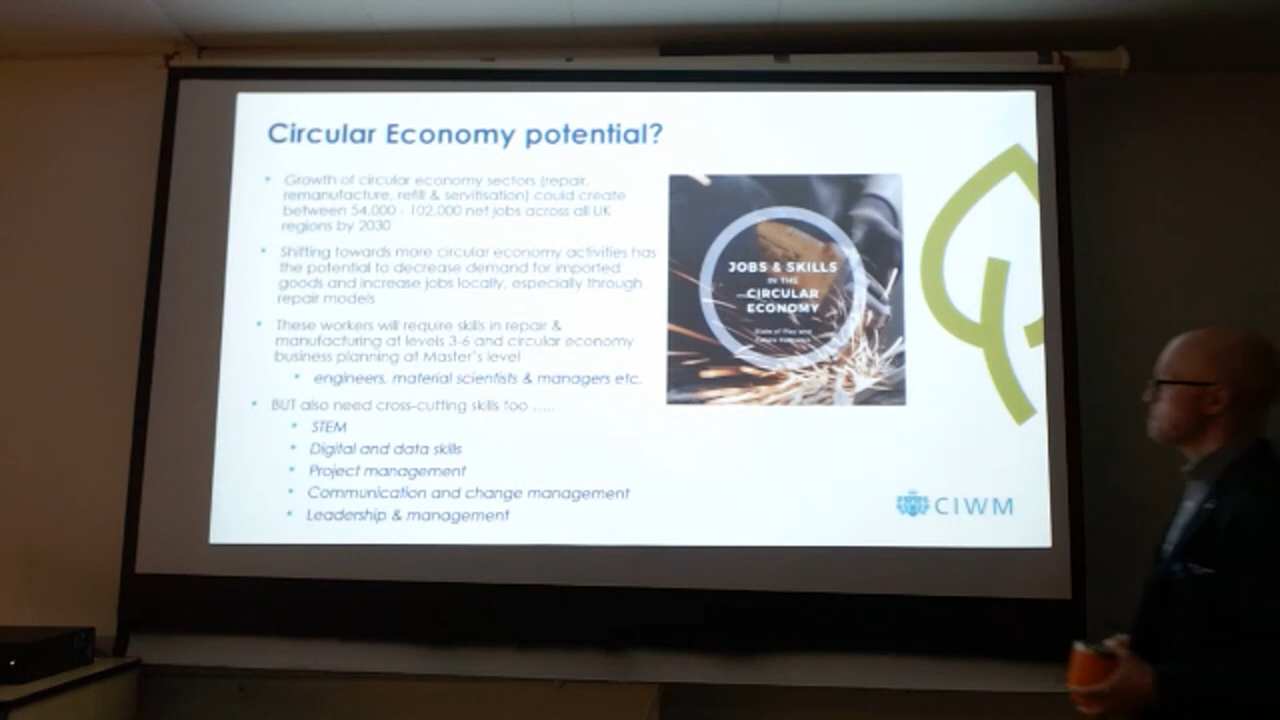 Circular Economy potential?
Growth of circular economy sectors (repair,
remanufacture, refill & servitisation) could create
between 54,000 - 102,000 net jobs across all UK
regions by 2030
Shifting towards more circular economy activities has
the potential to decrease demand for imported
goods and increase jobs locally, especially through
repair models
These workers will require skills in repair &
manufacturing at levels 3-6 and circular economy
business planning at Master's level
engineers, material scientists & managers etc.
BUT also need cross-cutting skills too .....
STEM
Digital and data skills
Project management
Communication and change management
Leadership & management
JOBS & SKILLS
IN THE
CIRCULAR
ECONOMY
State of Play and
CIWM